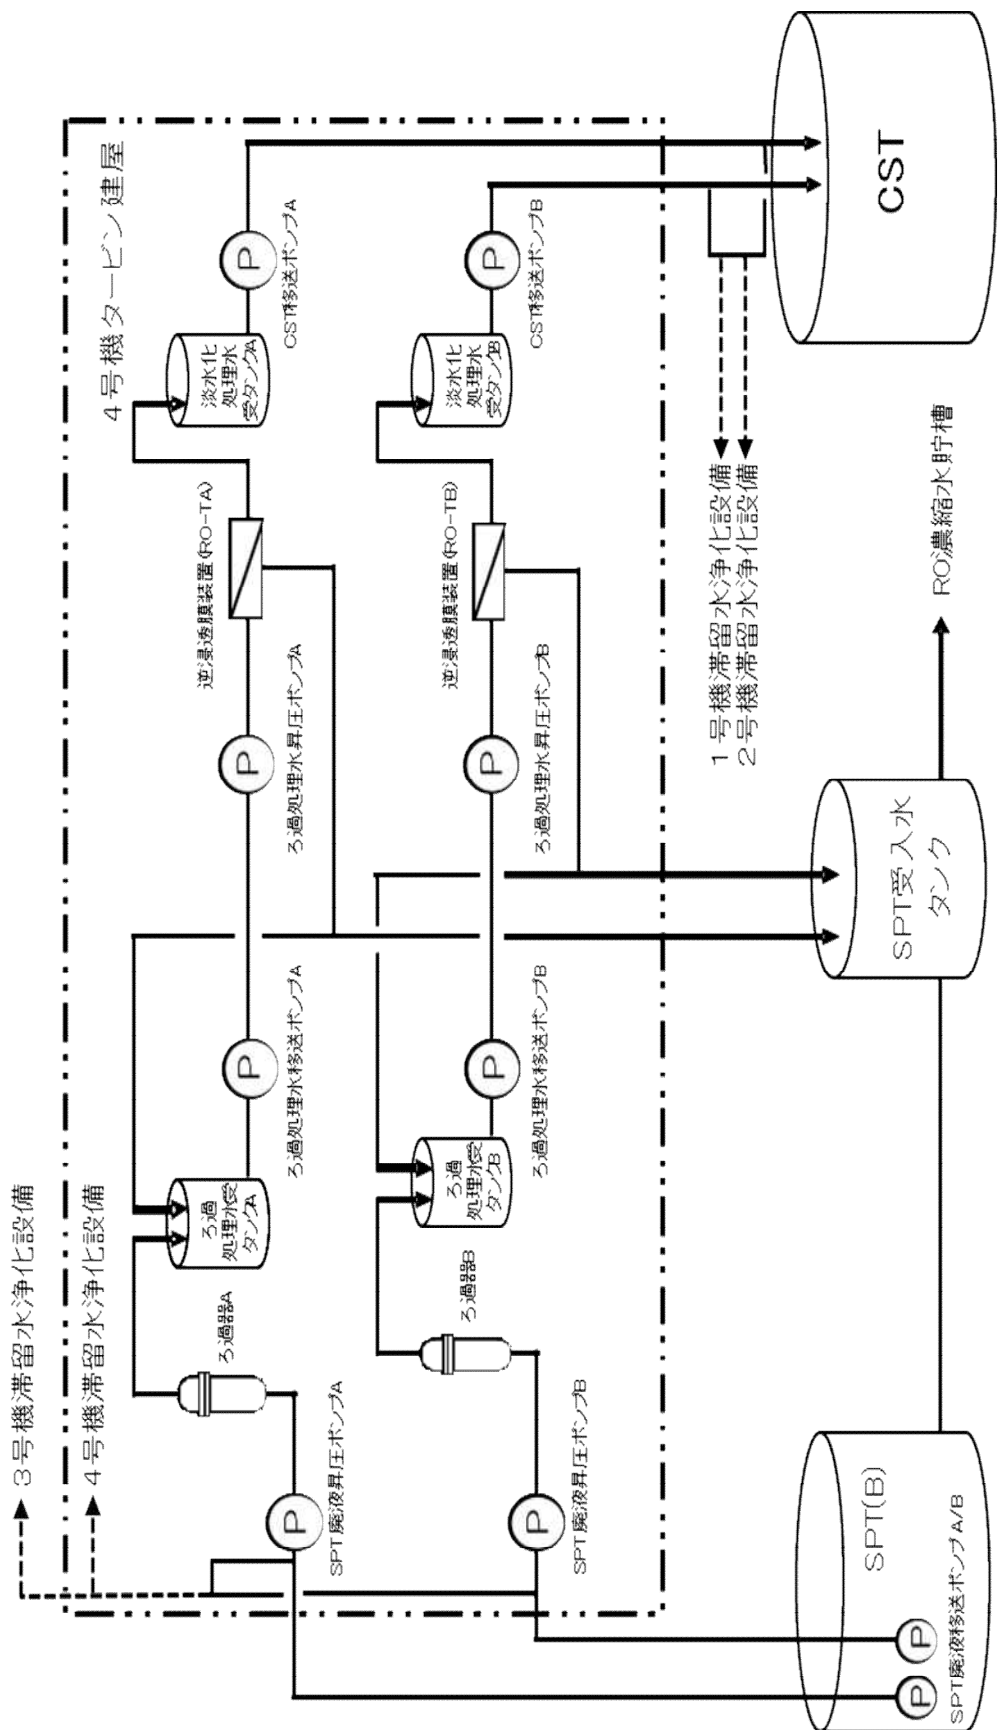 4号機タービン建屋
3号機滞留水浄化設備
4号機滞留水浄化設備
SPT廃液昇圧ポンプA
ろ過器A
ろ過
処理水受
タンクA
ろ過処理水移送ポンプA
ろ過処理水昇圧ポンプA
逆浸透膜装置(RO-TA)
淡水化
処理水
受タンクA
CST移送ポンプA
P
P
P
P
SPT廃液昇圧ポンプB
ろ過器B
ろ過
処理水受
タンクB
ろ過処理水移送ポンプB
ろ過処理水昇圧ポンプB
逆浸透膜装置(RO-TB)
淡水化
処理水
受タンクB
CST移送ポンプB
P
P
P
P
1号機滞留水浄化設備
2号機滞留水浄化設備
SPT(B)
P
P
SPT廃液移送ポンプA/B
SPT受入水
タンク
RO濃縮水貯槽
CST